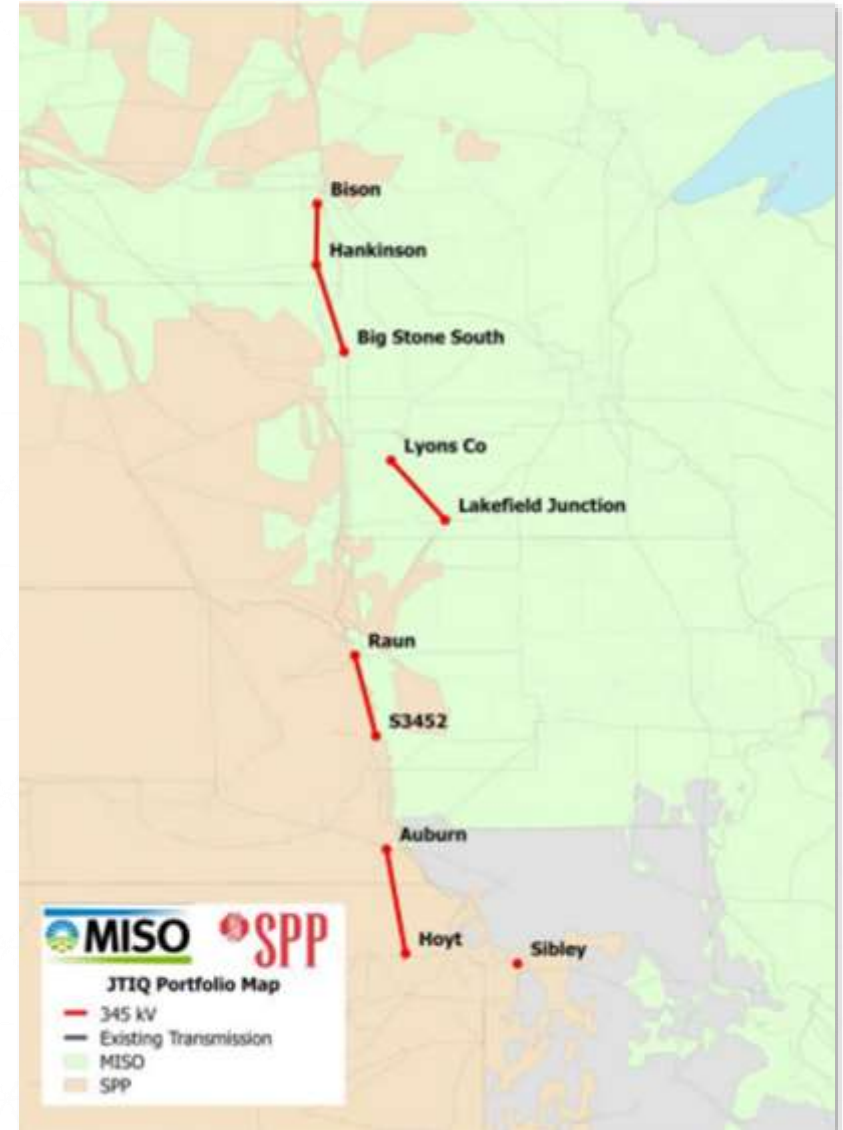 Bison
Hankinson
Big Stone South
Lyons Co
Lakefield Junction
Raun
S3452
Auburn
Hoyt
Sibley
MISO SPP
JTIQ Portfolio Map
345 kV
Existing Transmission
MISO
SPP